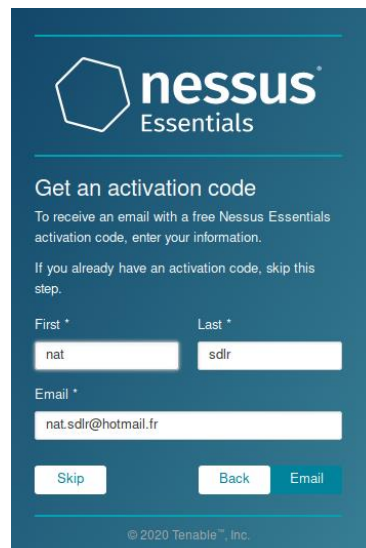 nessus®
Essentials
Get an activation code
To receive an email with a free Nessus Essentials
activation code, enter your information.
If you already have an activation code, skip this
step.
First * Last *
nat sdlr
Email *
nat.sdlr@hotmail.fr
Skip Back Email
© 2020 Tenable™, Inc.